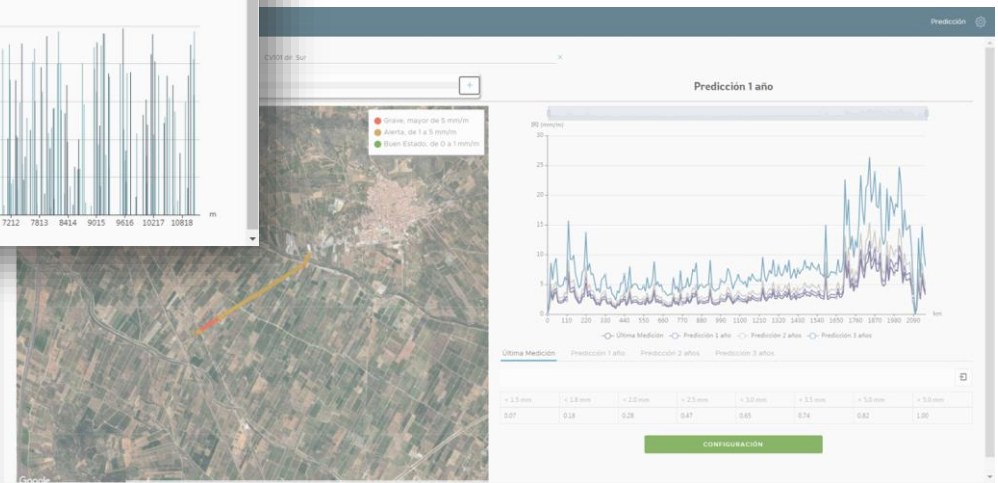 Predicción
CV101 de: Sur
+
Predicción 1 año
Grave, mayor de 5 mm/m
Alerta, de 1 a 5 mm/m
Buen Estado, de 0 a 1 mm/m
IRI (mm/m)
30
25
20
15
10
5
0
0 110 220 330 440 550 660 770 880 990 1100 1210 1320 1430 1540 1650 1760 1870 1980 2090
km
Última Medición Predicción 1 año Predicción 2 años Predicción 3 años
Última Medición Predicción 1 año Predicción 2 años Predicción 3 años
< 1.5 mm < 1.8 mm < 2.0 mm < 2.5 mm < 3.0 mm < 3.5 mm < 5.0 mm
0.07 0.18 0.28 0.47 0.65 0.74 0.82 1.00
CONFIGURACIÓN
7212 7813 8414 9015 9616 10217 10818
m
Google